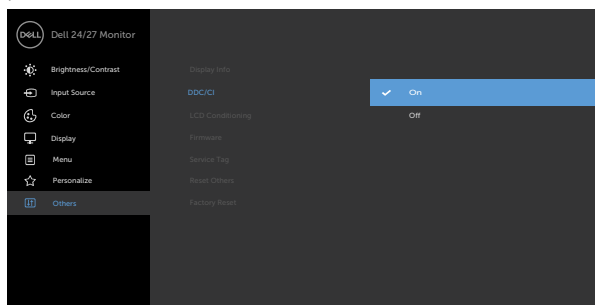 DELL Dell 24/27 Monitor
Brightness/Contrast
Input Source
Color
Display
Menu
Personalize
Others
Display Info
DDC/CI
LCD Conditioning
Firmware
Service Tag
Reset Others
Factory Reset
On
Off